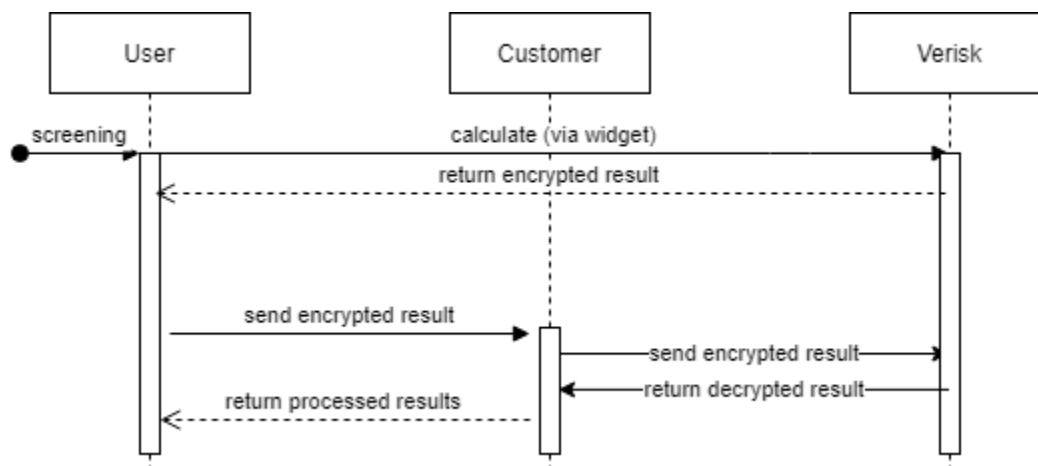 User
Customer
Verisk
screening
calculate (via widget)
return encrypted result
send encrypted result
send encrypted result
return decrypted result
return processed results